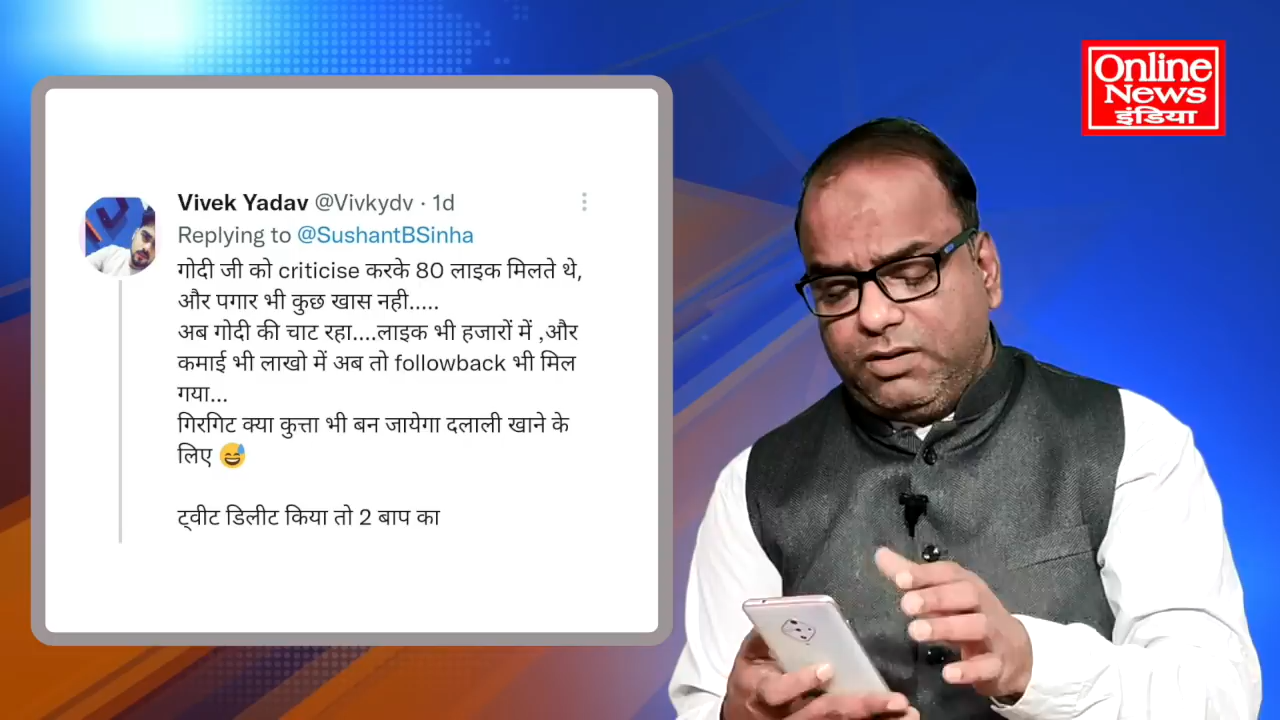 Online
News
इंडिया
Vivek Yadav @Vivkydv · 1d
Replying to @SushantBSinha
गोदी जी को criticise करके 80 लाइक मिलते थे,
और पगार भी कुछ खास नही.....
अब गोदी की चाट रहा....लाइक भी हजारों में ,और
कमाई भी लाखो में अब तो followback भी मिल
गया...
गिरगिट क्या कुत्ता भी बन जायेगा दलाली खाने के
लिए 😅
ट्वीट डिलीट किया तो 2 बाप का